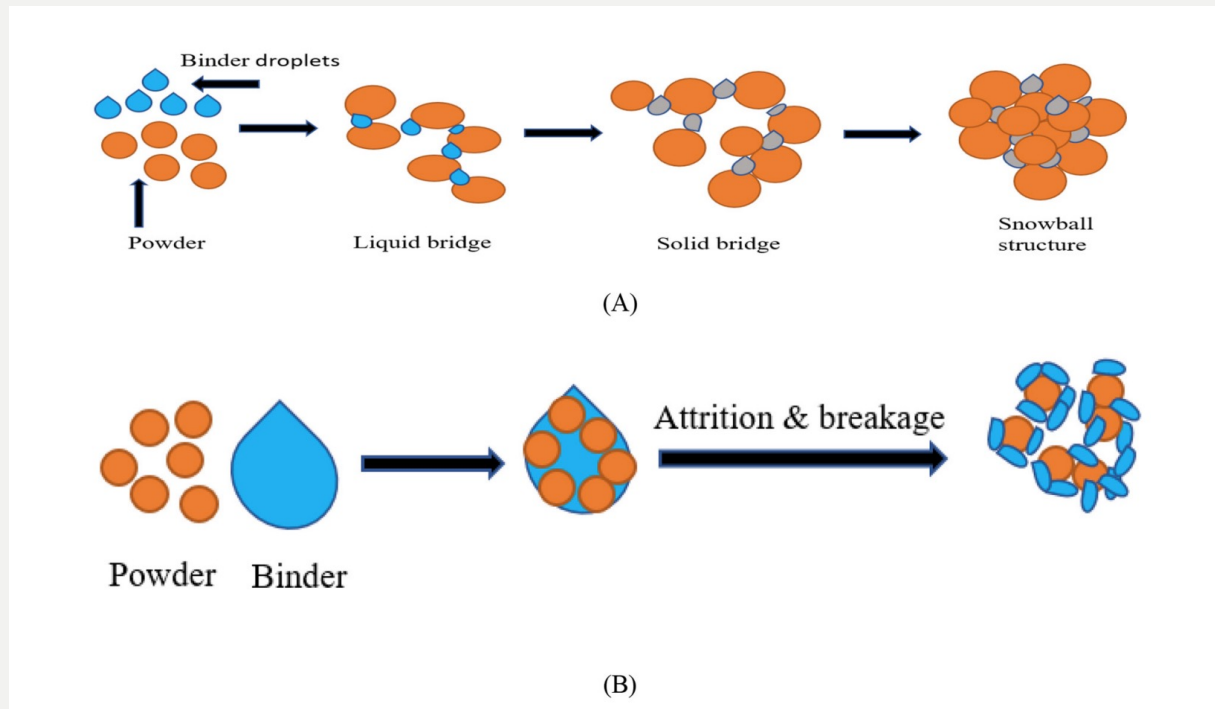 Binder droplets
Powder
Liquid bridge
Solid bridge
Snowball
structure
(A)
Attrition & breakage
Powder
Binder
(B)